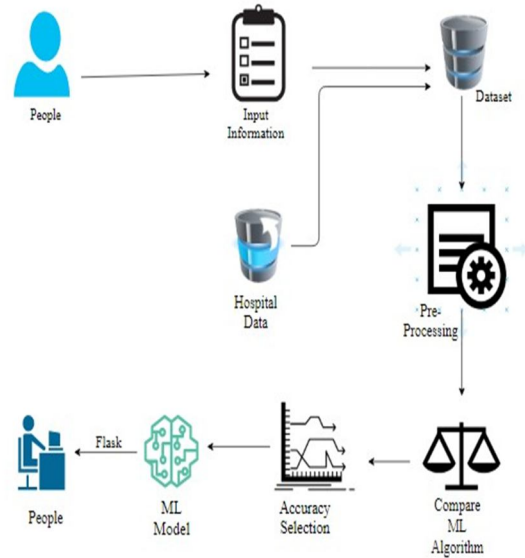 People
Input
Information
Dataset
Hospital
Data
Pre-
Processing
Flask
People
ML
Model
Accuracy
Selection
Compare
ML
Algorithm